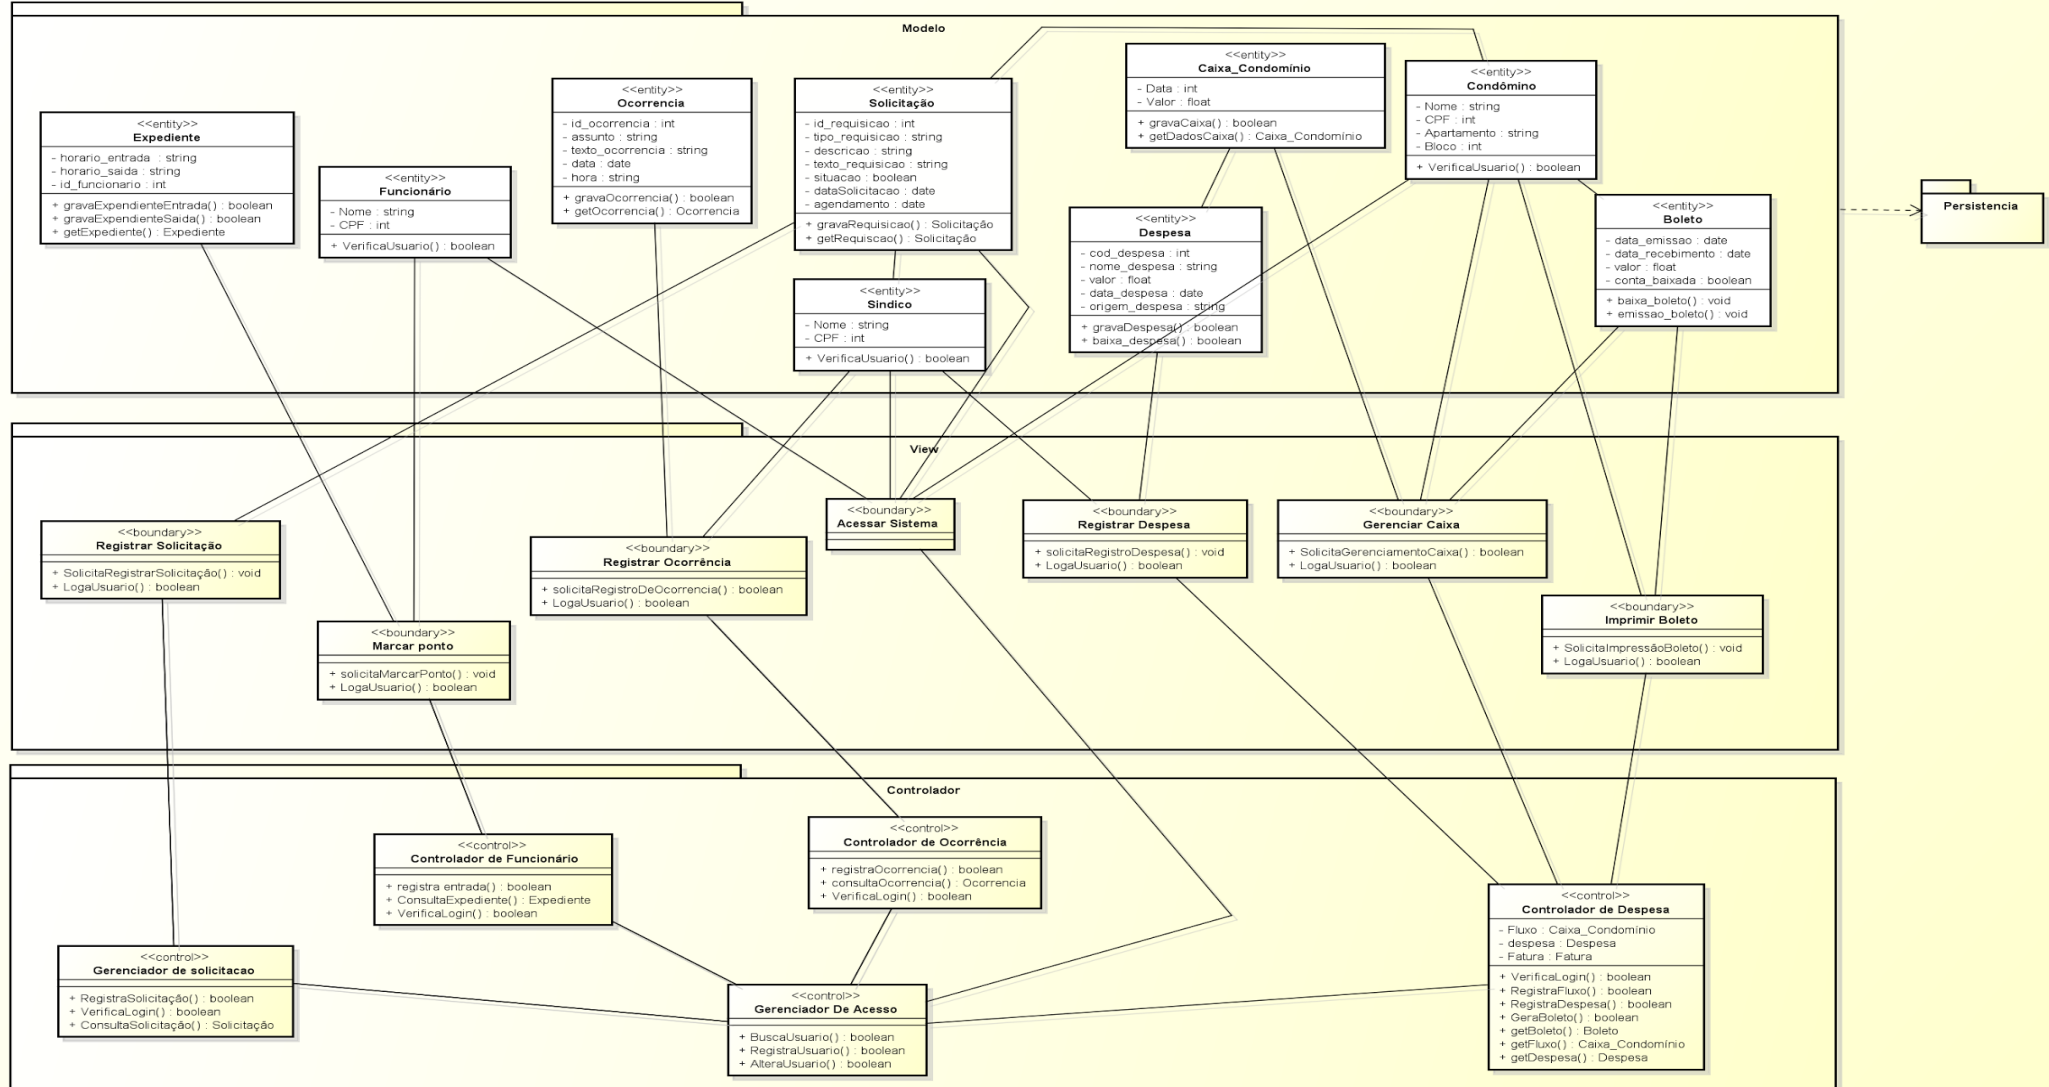 Modelo
<<entity>>
Expediente
- horario_entrada : string
- horario_saida : string
- id_funcionario : int
+ gravaExpendienteEntrada() : boolean
+ gravaExpendienteSaida() : boolean
+ getExpediente() : Expediente
<<entity>>
Funcionário
- Nome : string
- CPF : int
+ VerificaUsuario() : boolean
<<entity>>
Ocorrencia
- id_ocorrencia : int
- assunto : string
- texto_ocorrencia : string
- data : date
- hora : string
+ gravaOcorrencia() : boolean
+ getOcorrencia() : Ocorrencia
<<entity>>
Solicitação
- id_requisicao : int
- tipo_requisicao : string
- descricao : string
- texto_requisicao : string
- situacao : boolean
- dataSolicitacao : date
- agendamento : date
+ gravaRequisicao() : Solicitação
+ getRequiscao() : Solicitação
<<entity>>
Sindico
- Nome : string
- CPF : int
+ VerificaUsuario() : boolean
<<entity>>
Caixa_Condomínio
- Data : int
- Valor : float
+ gravaCaixa() : boolean
+ getDadosCaixa() : Caixa_Condomínio
<<entity>>
Despesa
- cod_despesa : int
- nome_despesa : string
- valor : float
- data_despesa : date
- origem_despesa : string
+ gravaDespesa() : boolean
+ baixa_despesa() : boolean
<<entity>>
Condômino
- Nome : string
- CPF : int
- Apartamento : string
- Bloco : int
+ VerificaUsuario() : boolean
<<entity>>
Boleto
- data_emissao : date
- data_recebimento : date
- valor : float
- conta_baixada : boolean
+ baixa_boleto() : void
+ emissao_boleto() : void
Persistencia
View
<<boundary>>
Registrar Solicitação
+ SolicitaRegistrarSolicitação() : void
+ LogaUsuario() : boolean
<<boundary>>
Marcar ponto
+ solicitaMarcarPonto() : void
+ LogaUsuario() : boolean
<<boundary>>
Registrar Ocorrência
+ solicitaRegistroDeOcorrencia() : boolean
+ LogaUsuario() : boolean
<<boundary>>
Acessar Sistema
<<boundary>>
Registrar Despesa
+ solicitaRegistroDespesa() : void
+ LogaUsuario() : boolean
<<boundary>>
Gerenciar Caixa
+ SolicitaGerenciamentoCaixa() : boolean
+ LogaUsuario() : boolean
<<boundary>>
Imprimir Boleto
+ SolicitaImpressãoBoleto() : void
+ LogaUsuario() : boolean
Controlador
<<control>>
Gerenciador de solicitacao
+ RegistraSolicitação() : boolean
+ VerificaLogin() : boolean
+ ConsultaSolicitação() : Solicitação
<<control>>
Controlador de Funcionário
+ registra entrada() : boolean
+ ConsultaExpediente() : Expediente
+ VerificaLogin() : boolean
<<control>>
Controlador de Ocorrência
+ registraOcorrencia() : boolean
+ consultaOcorrencia() : Ocorrencia
+ VerificaLogin() : boolean
<<control>>
Gerenciador De Acesso
+ BuscaUsuario() : boolean
+ RegistraUsuario() : boolean
+ AlteraUsuario() : boolean
<<control>>
Controlador de Despesa
- Fluxo : Caixa_Condomínio
- despesa : Despesa
- Fatura : Fatura
+ VerificaLogin() : boolean
+ RegistraFluxo() : boolean
+ RegistraDespesa() : boolean
+ GeraBoleto() : boolean
+ getBoleto() : Boleto
+ getFluxo() : Caixa_Condomínio
+ getDespesa() : Despesa